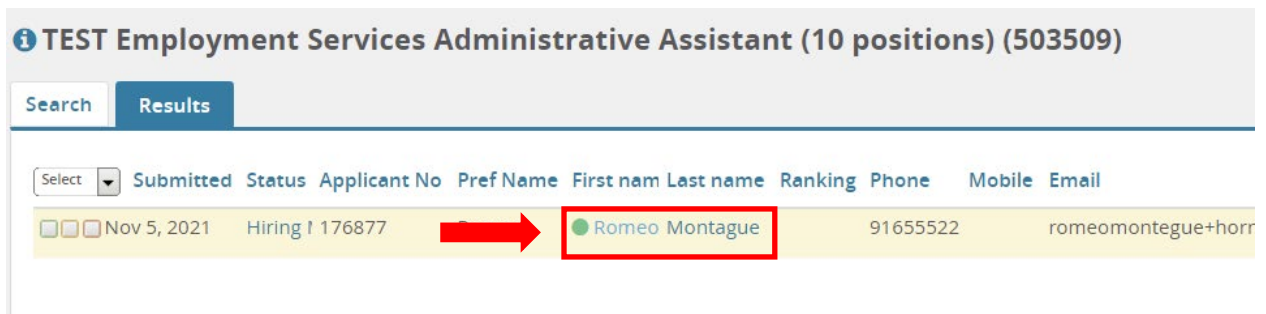 TEST Employment Services Administrative Assistant (10 positions) (503509)
Search Results
Select Submitted Status Applicant No Pref Name First nam Last name Ranking Phone Mobile Email
Nov 5, 2021 Hiring 176877 Romeo Montague 91655522 romeomontegue+horr